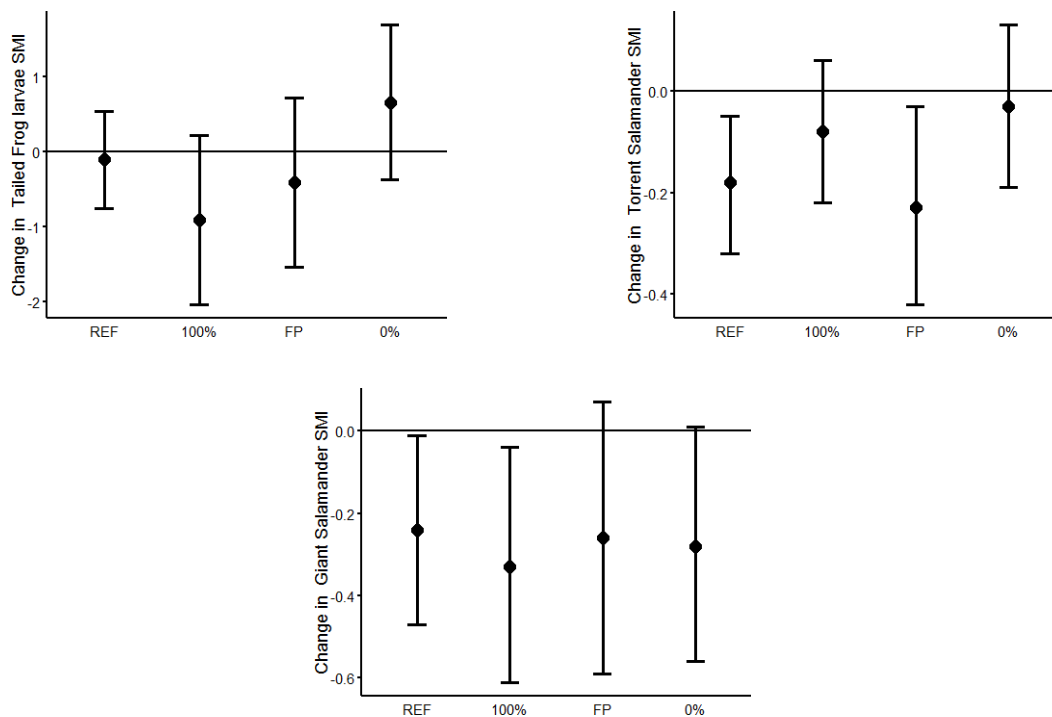 Change in Tailed Frog larvae SMI
1
0
-1
-2
REF 100% FP 0%
Change in Torrent Salamander SMI
0.0
-0.2
-0.4
REF 100% FP 0%
Change in Giant Salamander SMI
0.0
-0.2
-0.4
-0.6
REF 100% FP 0%